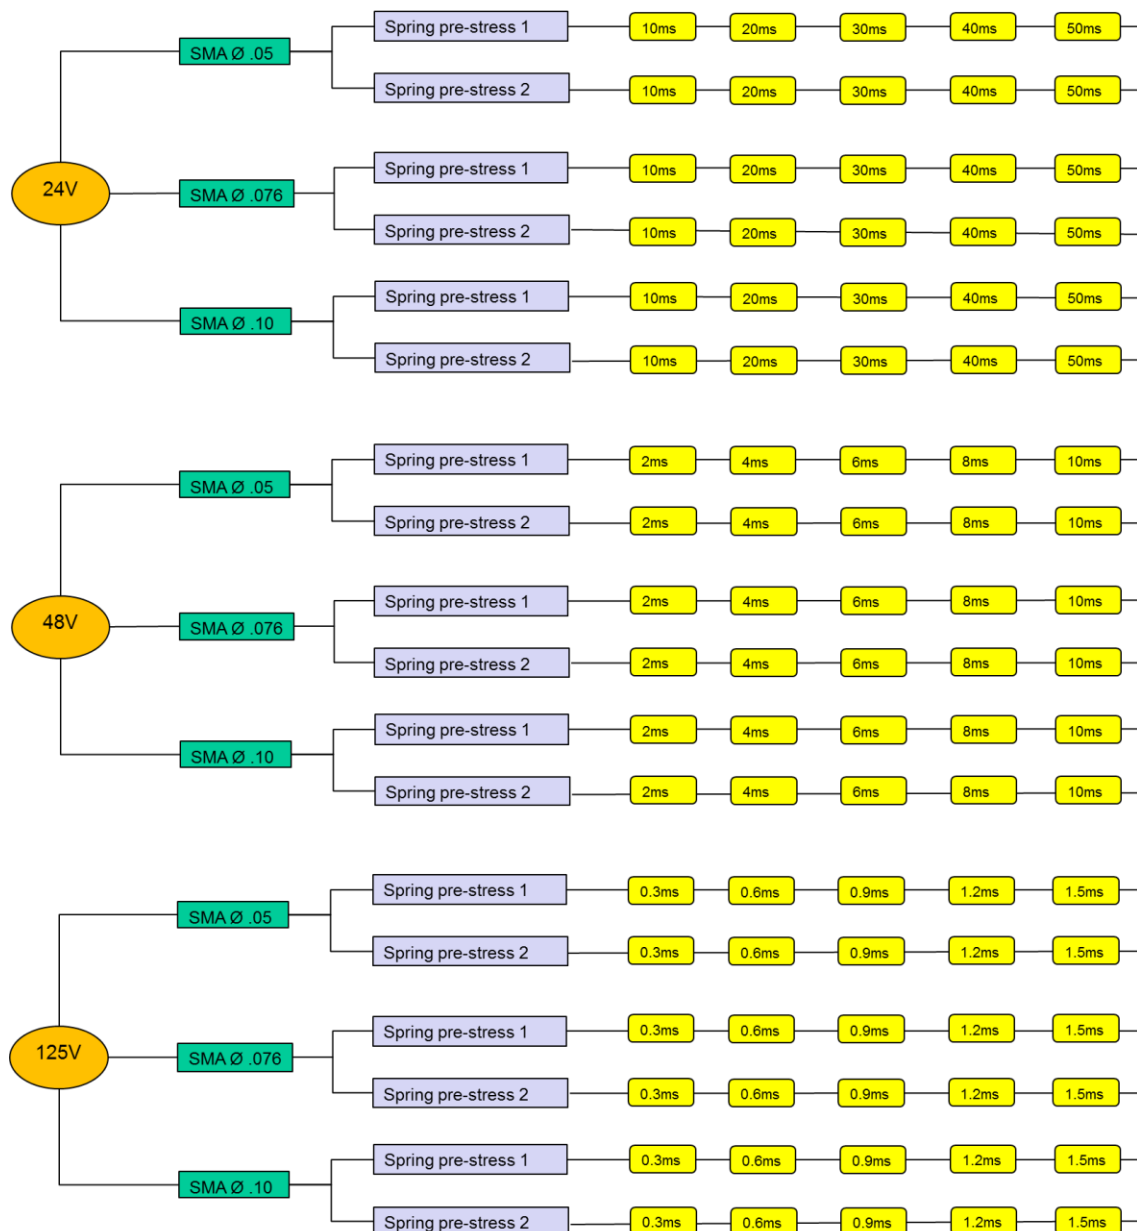 Spring pre-stress 1 10ms 20ms 30ms 40ms 50ms
SMA Ø .05
Spring pre-stress 2 10ms 20ms 30ms 40ms 50ms
Spring pre-stress 1 10ms 20ms 30ms 40ms 50ms
24V SMA Ø .076
Spring pre-stress 2 10ms 20ms 30ms 40ms 50ms
Spring pre-stress 1 10ms 20ms 30ms 40ms 50ms
SMA Ø .10
Spring pre-stress 2 10ms 20ms 30ms 40ms 50ms
Spring pre-stress 1 2ms 4ms 6ms 8ms 10ms
SMA Ø .05
Spring pre-stress 2 2ms 4ms 6ms 8ms 10ms
Spring pre-stress 1 2ms 4ms 6ms 8ms 10ms
48V SMA Ø .076
Spring pre-stress 2 2ms 4ms 6ms 8ms 10ms
Spring pre-stress 1 2ms 4ms 6ms 8ms 10ms
SMA Ø .10
Spring pre-stress 2 2ms 4ms 6ms 8ms 10ms
Spring pre-stress 1 0.3ms 0.6ms 0.9ms 1.2ms 1.5ms
SMA Ø .05
Spring pre-stress 2 0.3ms 0.6ms 0.9ms 1.2ms 1.5ms
Spring pre-stress 1 0.3ms 0.6ms 0.9ms 1.2ms 1.5ms
125V SMA Ø .076
Spring pre-stress 2 0.3ms 0.6ms 0.9ms 1.2ms 1.5ms
Spring pre-stress 1 0.3ms 0.6ms 0.9ms 1.2ms 1.5ms
SMA Ø .10
Spring pre-stress 2 0.3ms 0.6ms 0.9ms 1.2ms 1.5ms